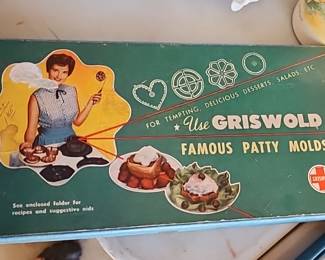 FOR TEMPTING, DELICIOUS DESSERTS, SALADS, ETC
★ Use GRISWOLD
FAMOUS PATTY MOLDS
See enclosed folder for
recipes and suggestive aids